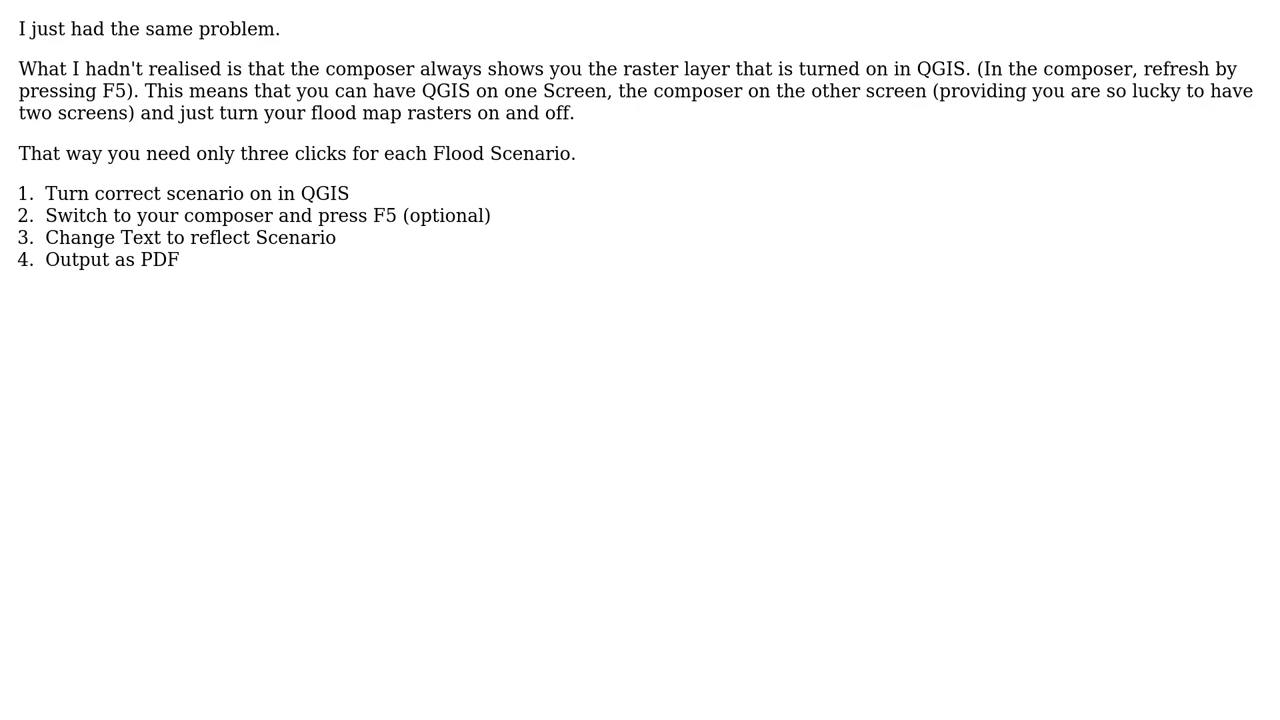 I just had the same problem.
What I hadn't realised is that the composer always shows you the raster layer that is turned on in QGIS. (In the composer, refresh by
pressing F5). This means that you can have QGIS on one Screen, the composer on the other screen (providing you are so lucky to have
two screens) and just turn your flood map rasters on and off.
That way you need only three clicks for each Flood Scenario.
1. Turn correct scenario on in QGIS
2. Switch to your composer and press F5 (optional)
3. Change Text to reflect Scenario
4. Output as PDF